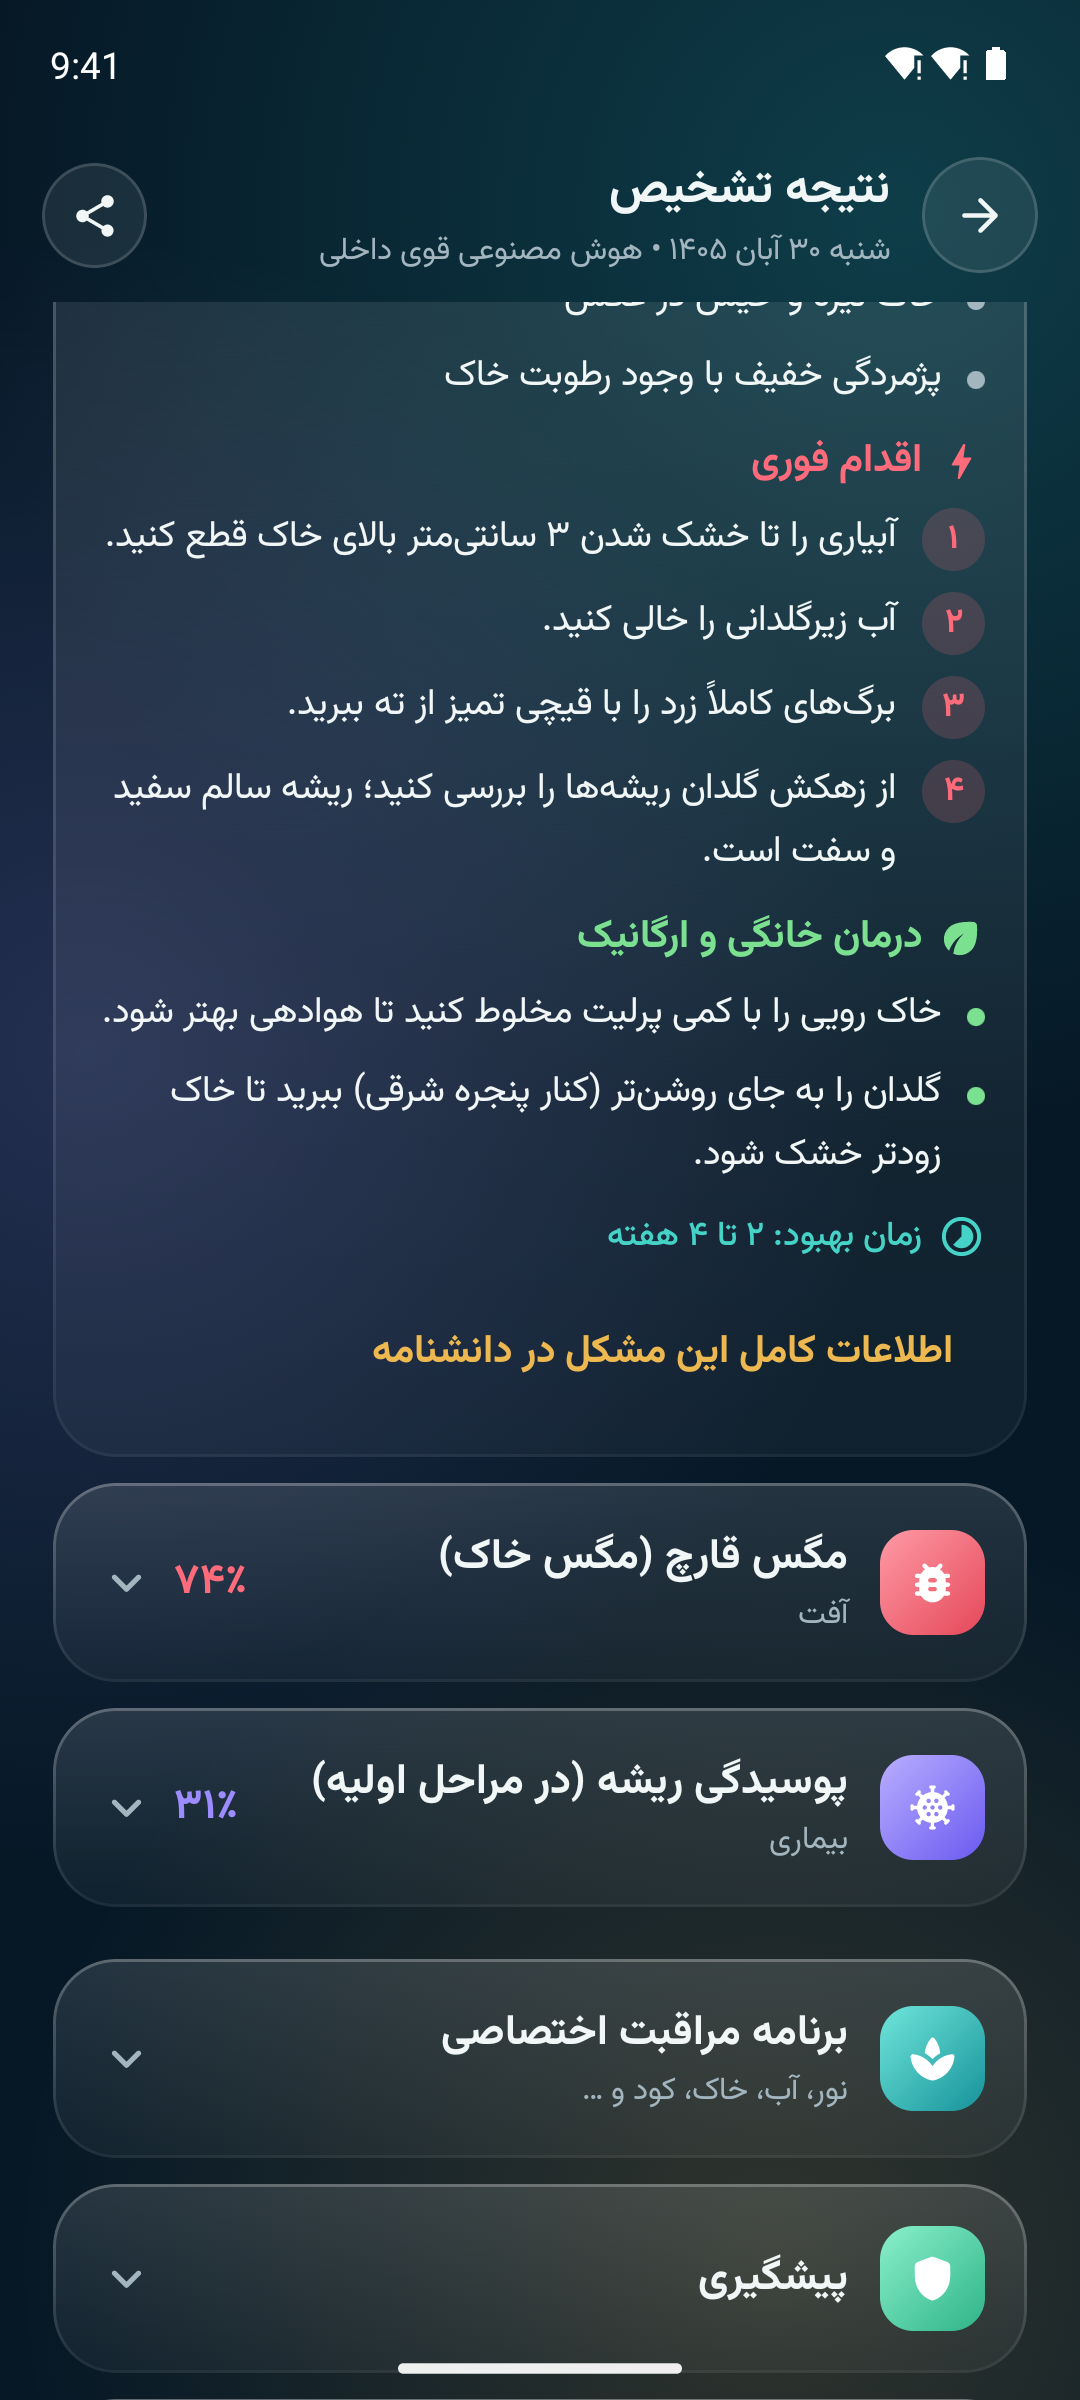 9:41
نتیجه تشخیص
شنبه ۳۰ آبان ۱۴۰۵ • هوش مصنوعی قوی داخلی
پژمردگی خفیف با وجود رطوبت خاک
اقدام فوری
۱ آبیاری را تا خشک شدن ۳ سانتی‌متر بالای خاک قطع کنید.
۲ آب زیرگلدانی را خالی کنید.
۳ برگ‌های کاملاً زرد را با قیچی تمیز از ته ببرید.
۴ از زهکش گلدان ریشه‌ها را بررسی کنید؛ ریشه سالم سفید
و سفت است.
درمان خانگی و ارگانیک
خاک رویی را با کمی پرلیت مخلوط کنید تا هوادهی بهتر شود.
گلدان را به جای روشن‌تر (کنار پنجره شرقی) ببرید تا خاک
زودتر خشک شود.
زمان بهبود: ۲ تا ۴ هفته
اطلاعات کامل این مشکل در دانشنامه
مگس قارچ (مگس خاک)
۷۴٪
آفت
پوسیدگی ریشه (در مراحل اولیه)
۳۱٪
بیماری
برنامه مراقبت اختصاصی
نور، آب، خاک، کود و ...
پیشگیری